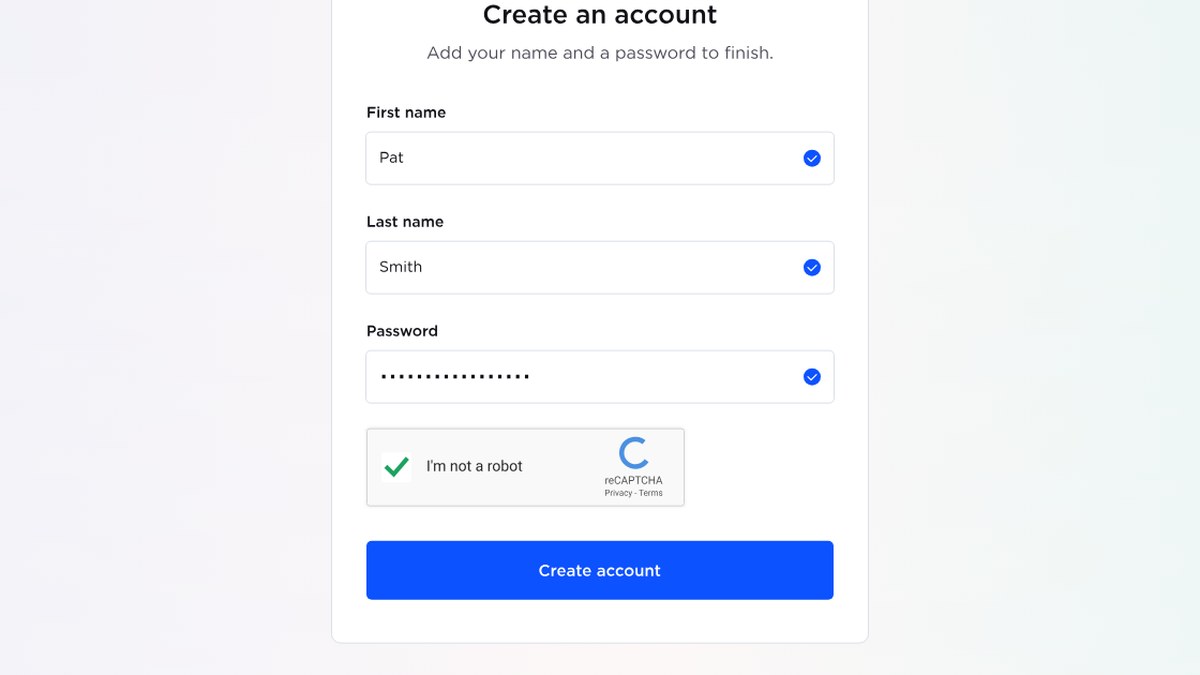 Create an account
Add your name and a password to finish.
First name
Pat
Last name
Smith
Password
•••••••••••••••••
I'm not a robot
reCAPTCHA
Privacy - Terms
Create account